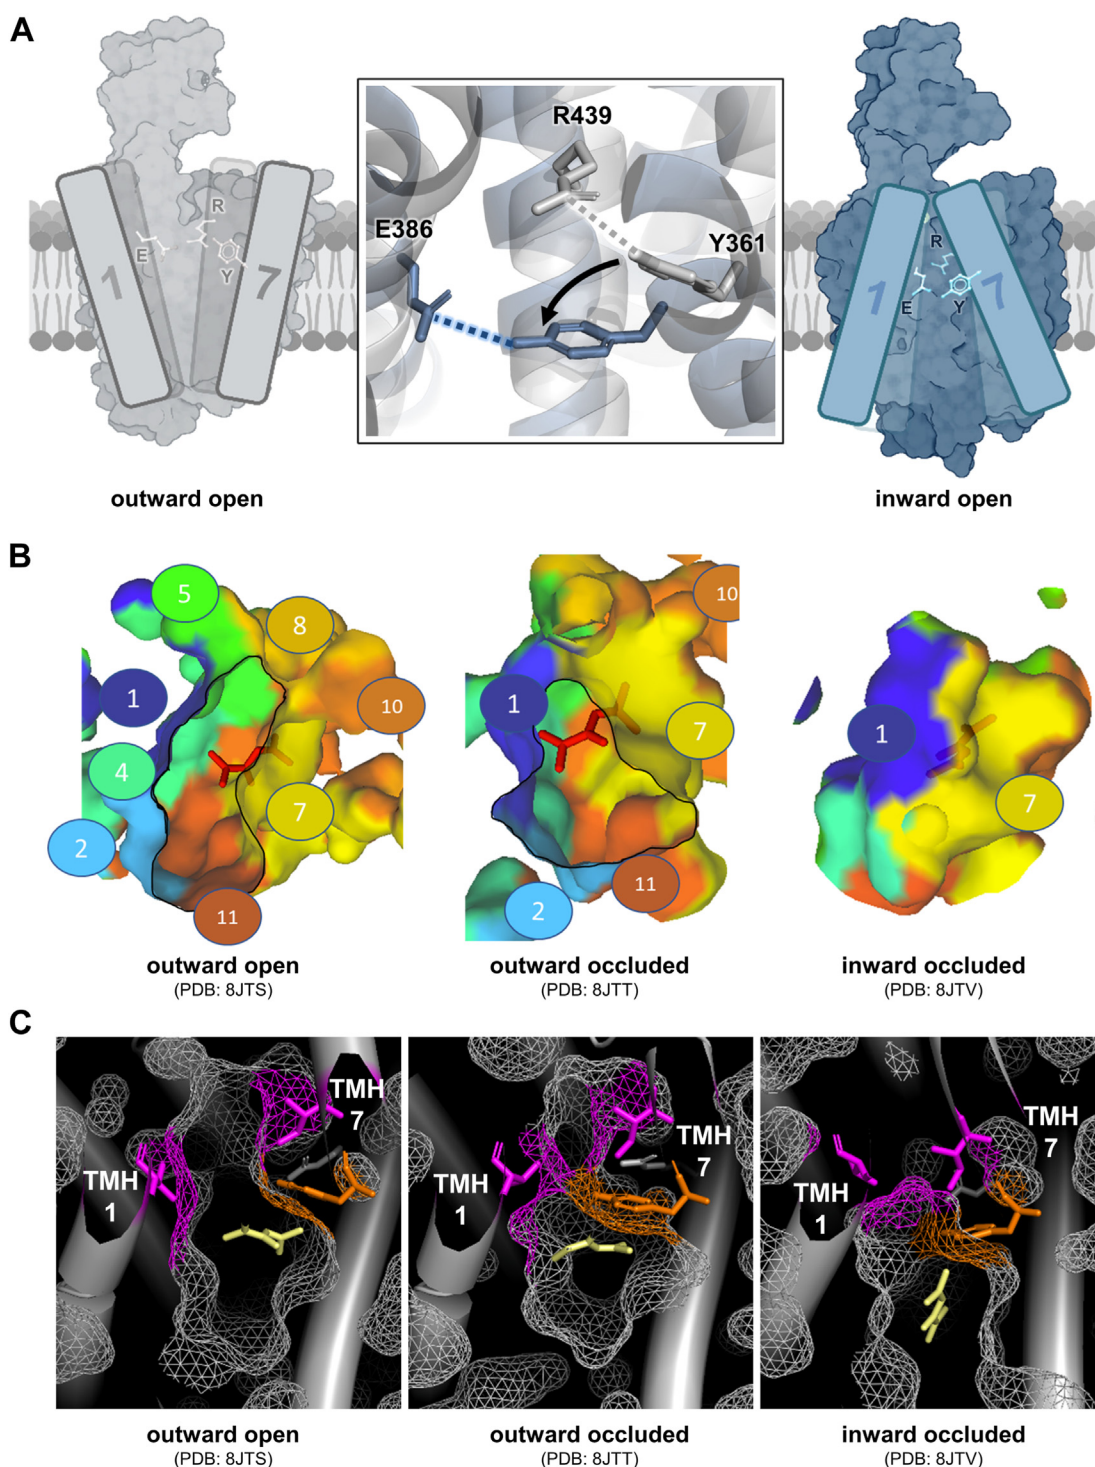 A
R
E
Y
1
7
R439
E386
Y361
R
E
Y
1
7
outward open
inward open
B
5
8
1
10
4
7
2
11
outward open
(PDB: 8JTS)
10
1
7
11
2
outward occluded
(PDB: 8JTT)
1
7
inward occluded
(PDB: 8JTV)
C
TMH
7
TMH
1
outward open
(PDB: 8JTS)
TMH
7
TMH
1
outward occluded
(PDB: 8JTT)
TMH
7
TMH
1
inward occluded
(PDB: 8JTV)